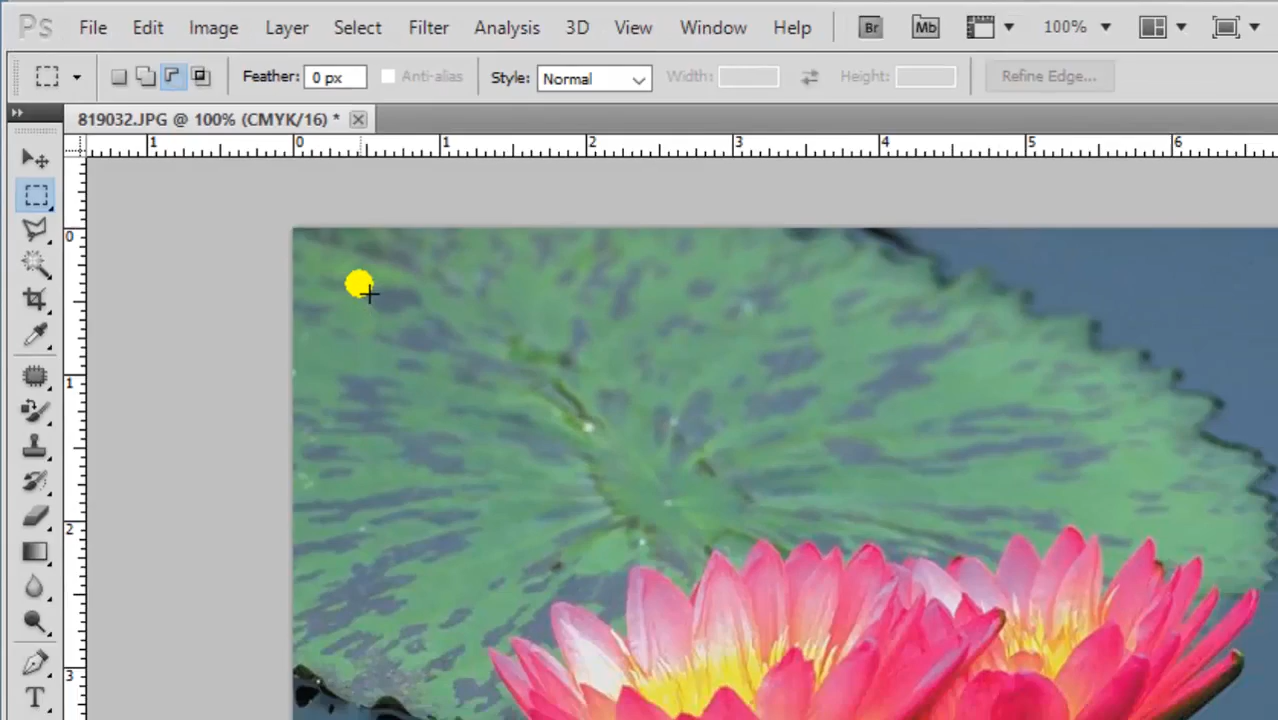 Ps File Edit Image Layer Select Filter Analysis 3D View Window Help Br Mb 100%
Feather: 0 px Anti-alias Style: Normal Width: Height: Refine Edge...
819032.JPG @ 100% (CMYK/16) *
1 0 1 2 3 4 5 6
0
1
2
3
T